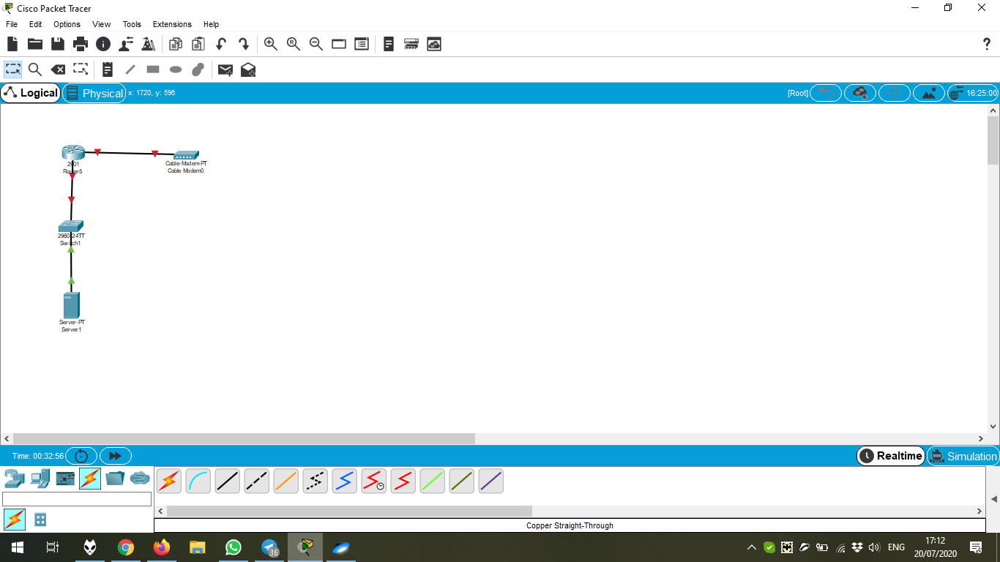 Cisco Packet Tracer
File Edit Options View Tools Extensions Help
R
?
Logical
Physical
x: 1720, y: 596
[Root]
16:25:00
2901
Router5
Cable-Modem-PT
Cable Modem0
2960-24TT
Switch1
Server-PT
Server1
Time: 00:32:56
Realtime
Simulation
Copper Straight-Through
36
ENG
17:12
20/07/2020